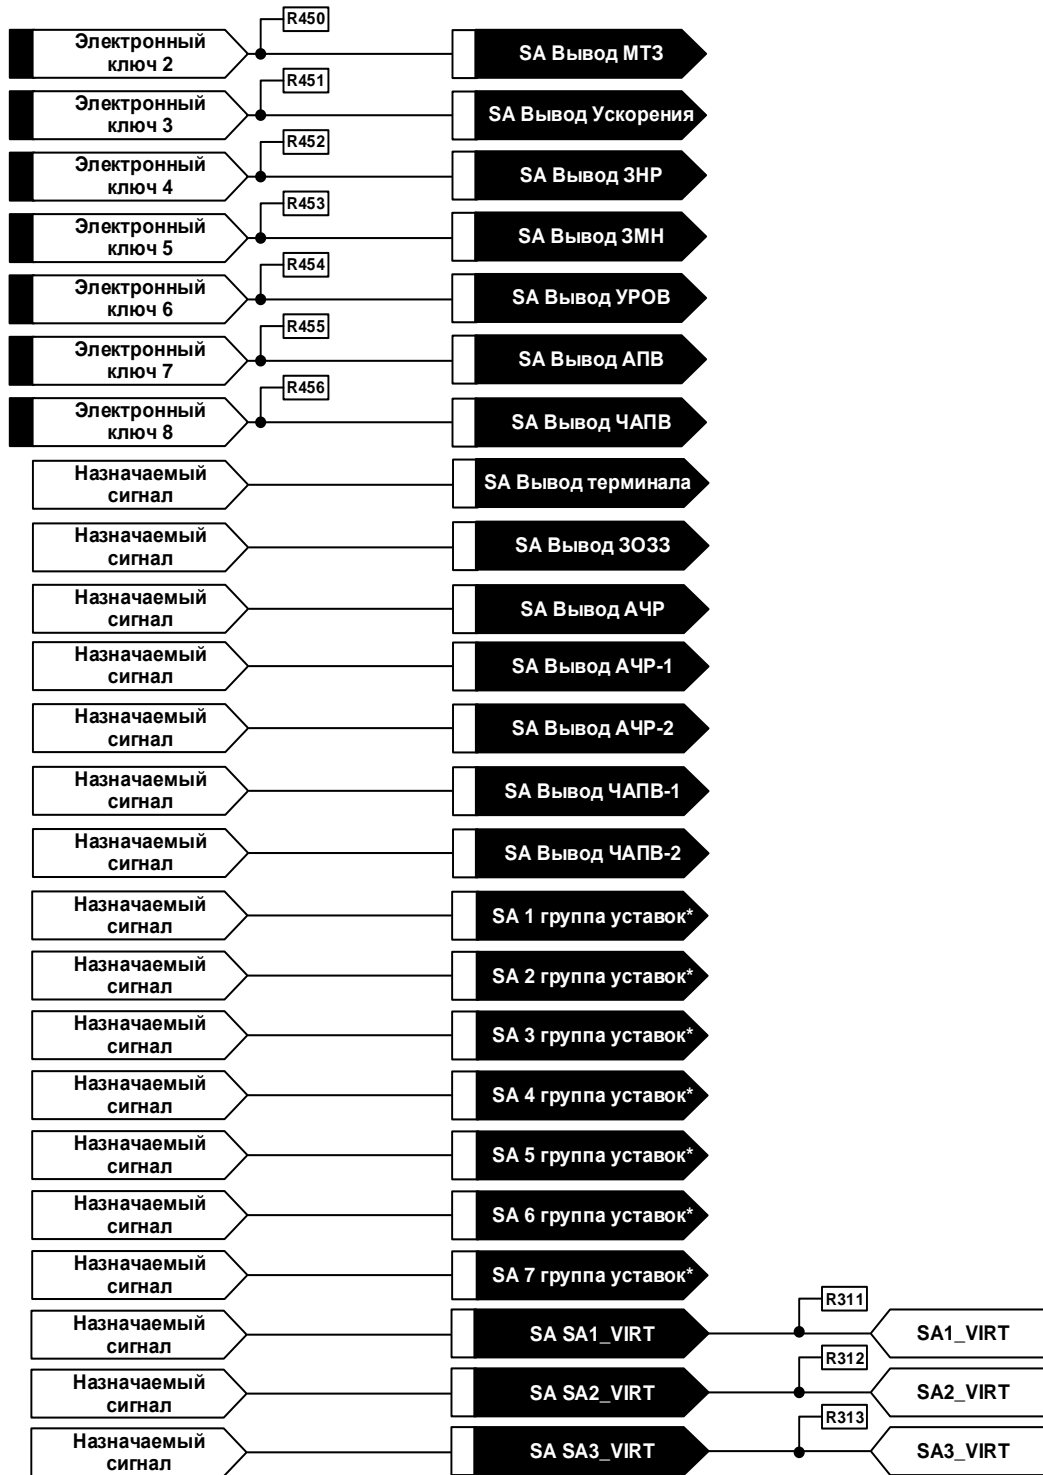 R450
Электронный
ключ 2
SA Вывод МТЗ
R451
Электронный
ключ 3
SA Вывод Ускорения
R452
Электронный
ключ 4
SA Вывод ЗНР
R453
Электронный
ключ 5
SA Вывод ЗМН
R454
Электронный
ключ 6
SA Вывод УРОВ
R455
Электронный
ключ 7
SA Вывод АПВ
R456
Электронный
ключ 8
SA Вывод ЧАПВ
Назначаемый
сигнал
SA Вывод терминала
Назначаемый
сигнал
SA Вывод ЗОЗЗ
Назначаемый
сигнал
SA Вывод АЧР
Назначаемый
сигнал
SA Вывод АЧР-1
Назначаемый
сигнал
SA Вывод АЧР-2
Назначаемый
сигнал
SA Вывод ЧАПВ-1
Назначаемый
сигнал
SA Вывод ЧАПВ-2
Назначаемый
сигнал
SA 1 группа уставок*
Назначаемый
сигнал
SA 2 группа уставок*
Назначаемый
сигнал
SA 3 группа уставок*
Назначаемый
сигнал
SA 4 группа уставок*
Назначаемый
сигнал
SA 5 группа уставок*
Назначаемый
сигнал
SA 6 группа уставок*
Назначаемый
сигнал
SA 7 группа уставок*
R311
Назначаемый
сигнал
SA SA1_VIRT
SA1_VIRT
R312
Назначаемый
сигнал
SA SA2_VIRT
SA2_VIRT
R313
Назначаемый
сигнал
SA SA3_VIRT
SA3_VIRT